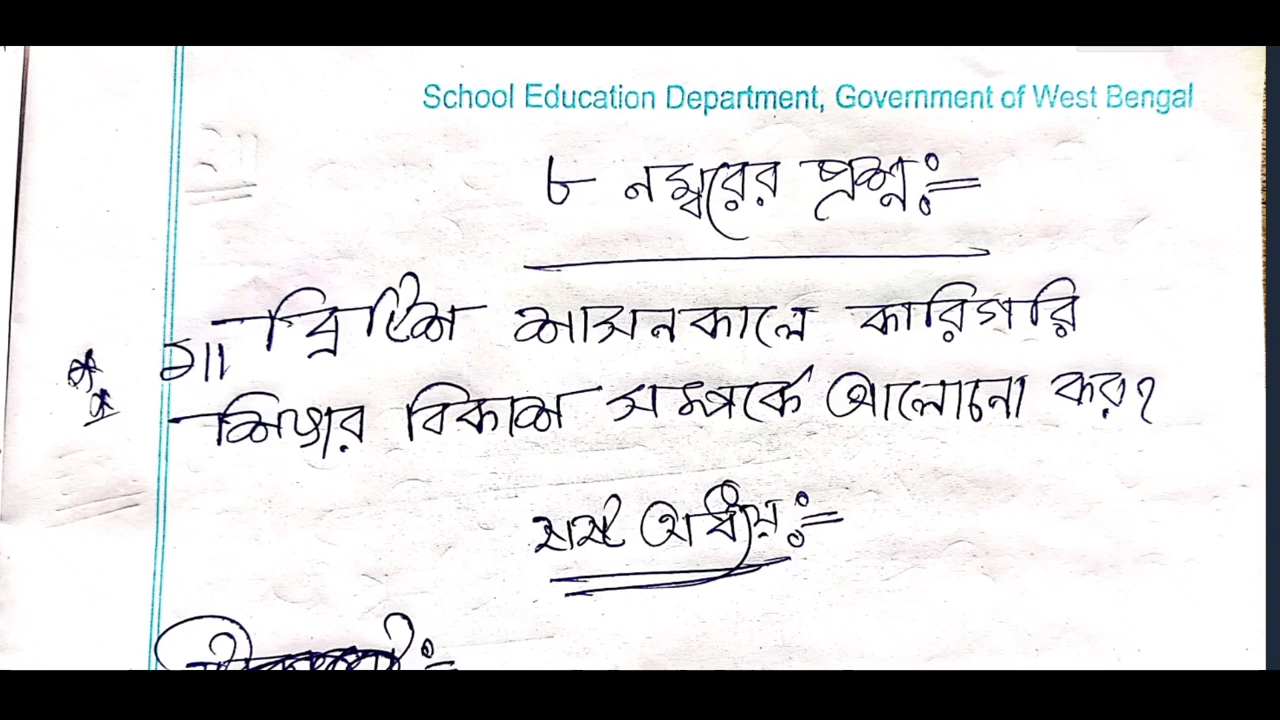 School Education Department, Government of West Bengal
৮ নম্বরের প্রশ্ন:=
গ।। ব্রিটিশ শাসনকালে কারিগরি
শিক্ষার বিকাশ সম্পর্কে আলোচনা কর?
ষষ্ঠ অধ্যায়:=